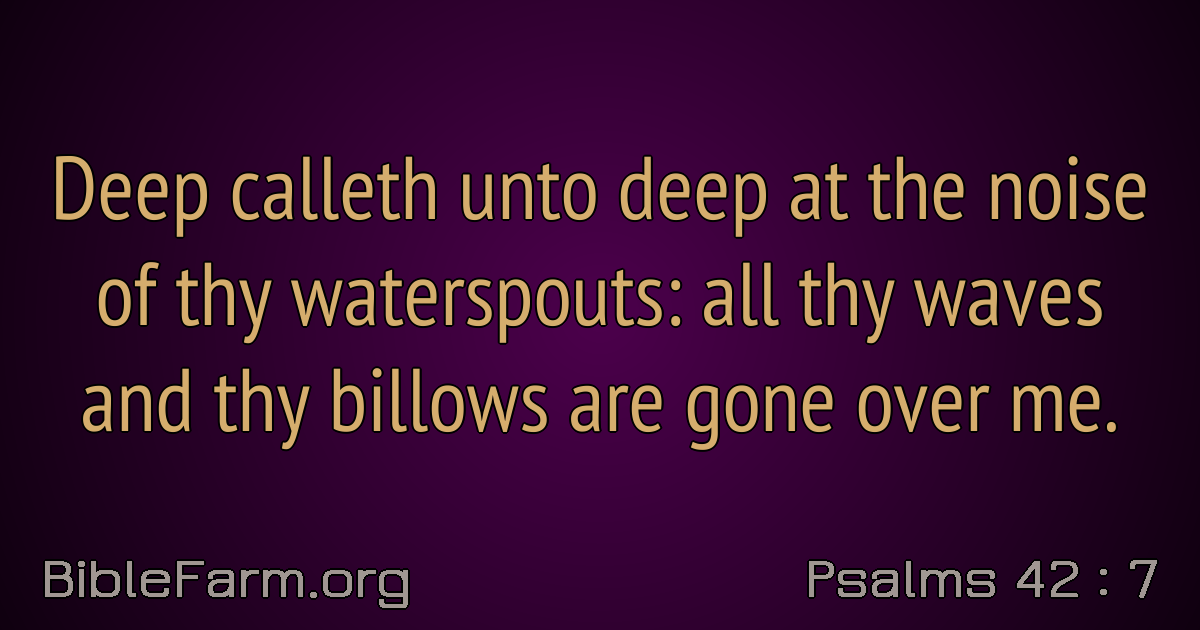 Deep calleth unto deep at the noise
of thy waterspouts: all thy waves
and thy billows are gone over me.
BibleFarm.org
Psalms 42 : 7